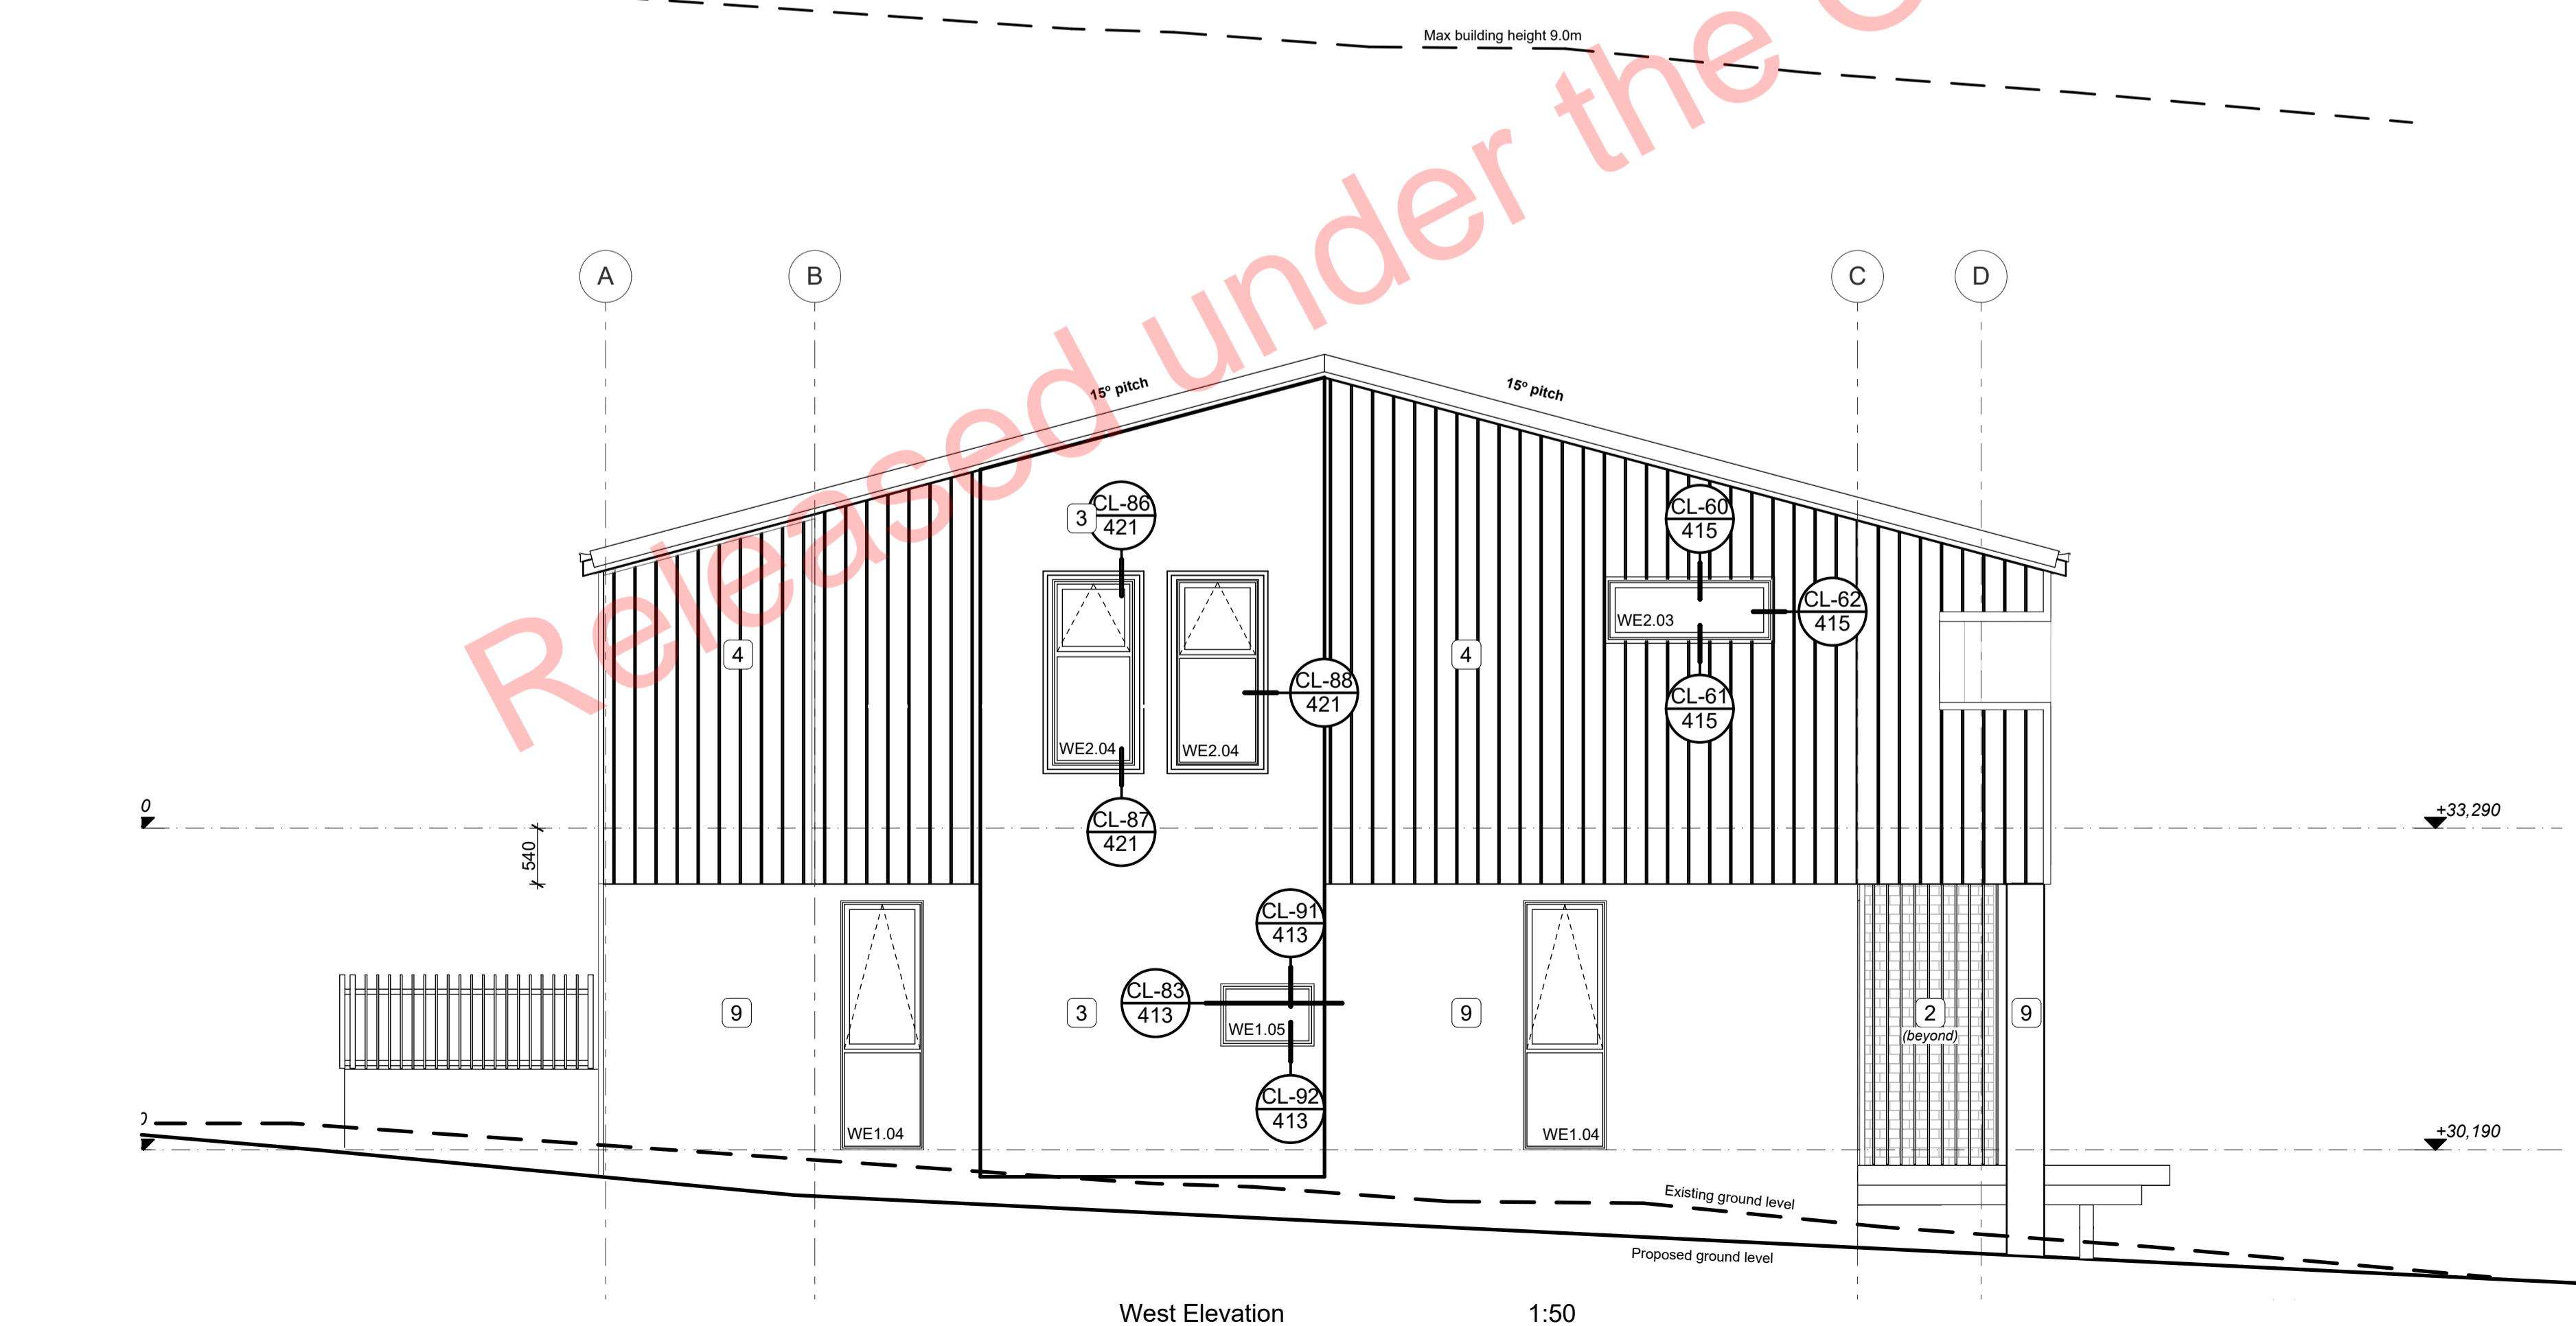 Max building height 9.0m
Released under the
A
B
C
D
15º pitch
15º pitch
3
CL-86
421
CL-60
415
WE2.03
CL-62
415
4
4
CL-88
421
CL-61
415
WE2.04
WE2.04
0
+33,290
CL-87
421
540
CL-91
413
CL-83
413
9
3
WE1.05
9
2
(beyond)
9
CL-92
413
WE1.04
WE1.04
+30,190
Existing ground level
Proposed ground level
West Elevation
1:50